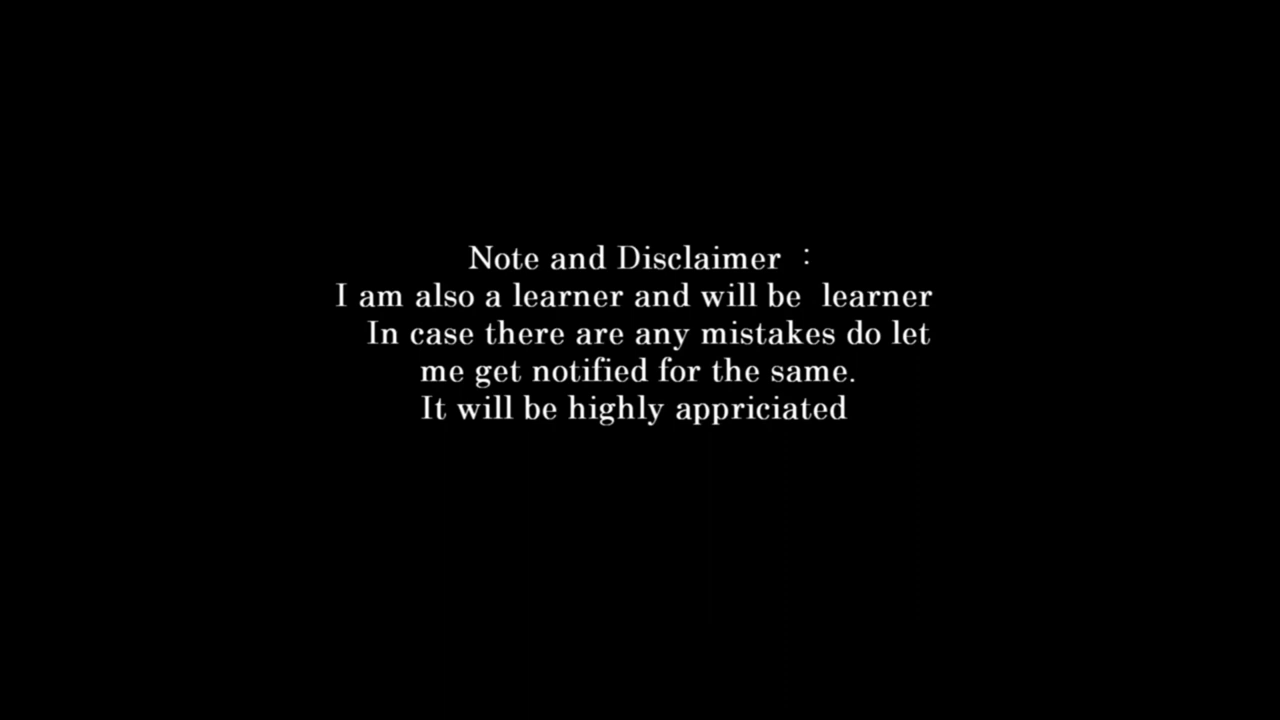 Note and Disclaimer :
I am also a learner and will be learner
In case there are any mistakes do let
me get notified for the same.
It will be highly appriciated